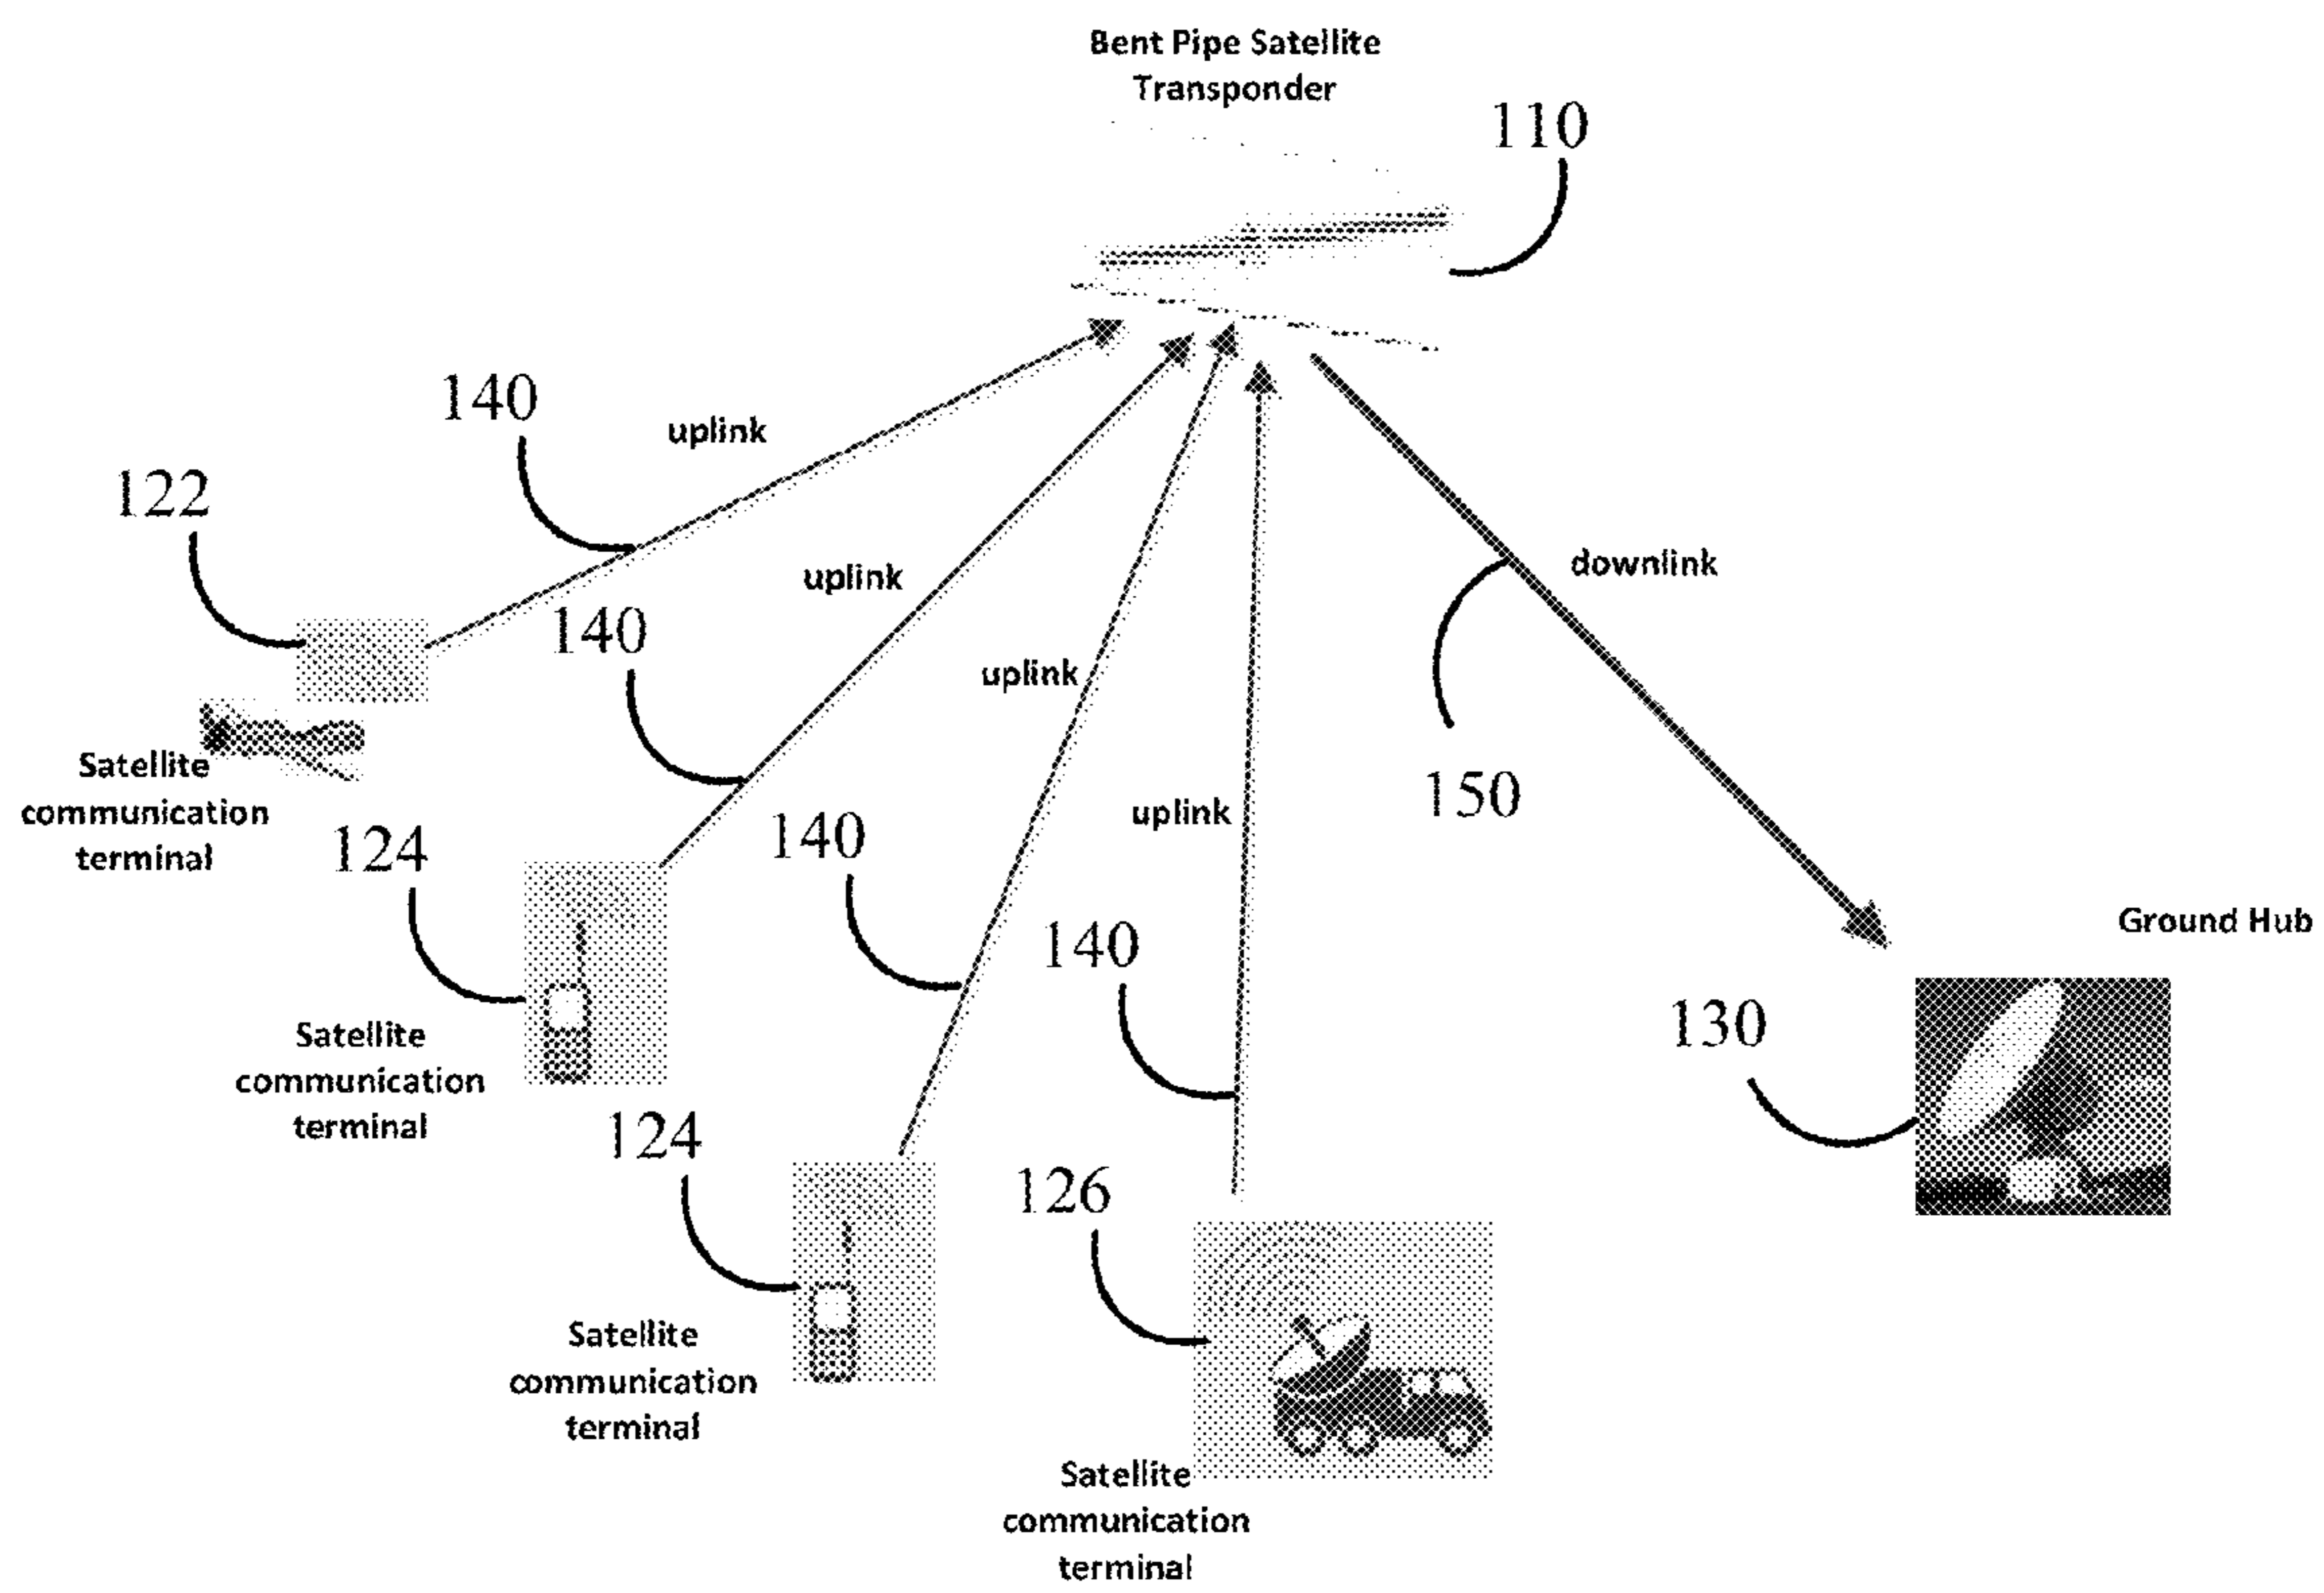 Bent Pipe Satellite
Transponder
110
140
uplink
122
uplink
downlink
140
uplink
Satellite
communication
terminal
150
uplink
124
140
140
Ground Hub
130
Satellite
communication
terminal
124
126
Satellite
communication
terminal
Satellite
communication
terminal